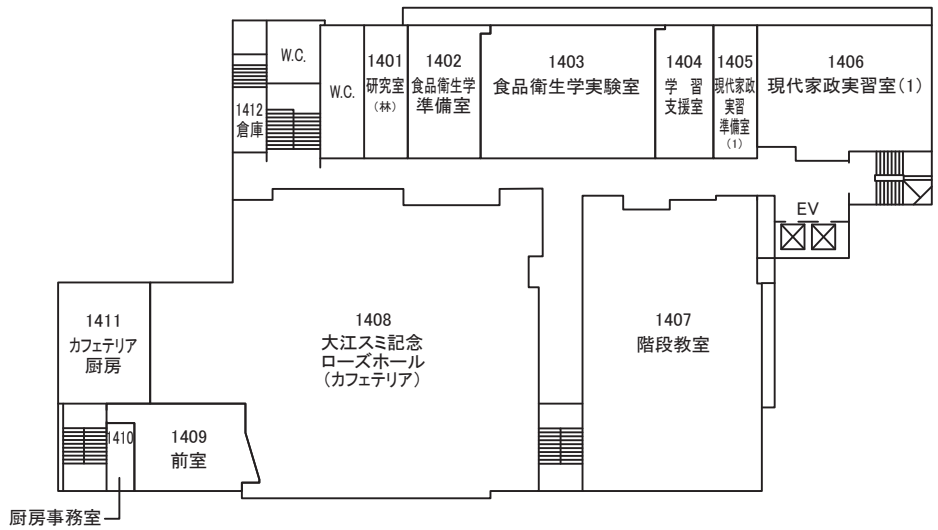 W.C.
1412
倉庫
W.C.
1401
研究室
（林）
1402
食品衛生学
準備室
1403
食品衛生学実験室
1404
学習
支援室
1405
現代家政
実習
準備室
(1)
1406
現代家政実習室(1)
EV
1411
カフェテリア
厨房
1408
大江スミ記念
ローズホール
（カフェテリア）
1407
階段教室
1410
1409
前室
厨房事務室